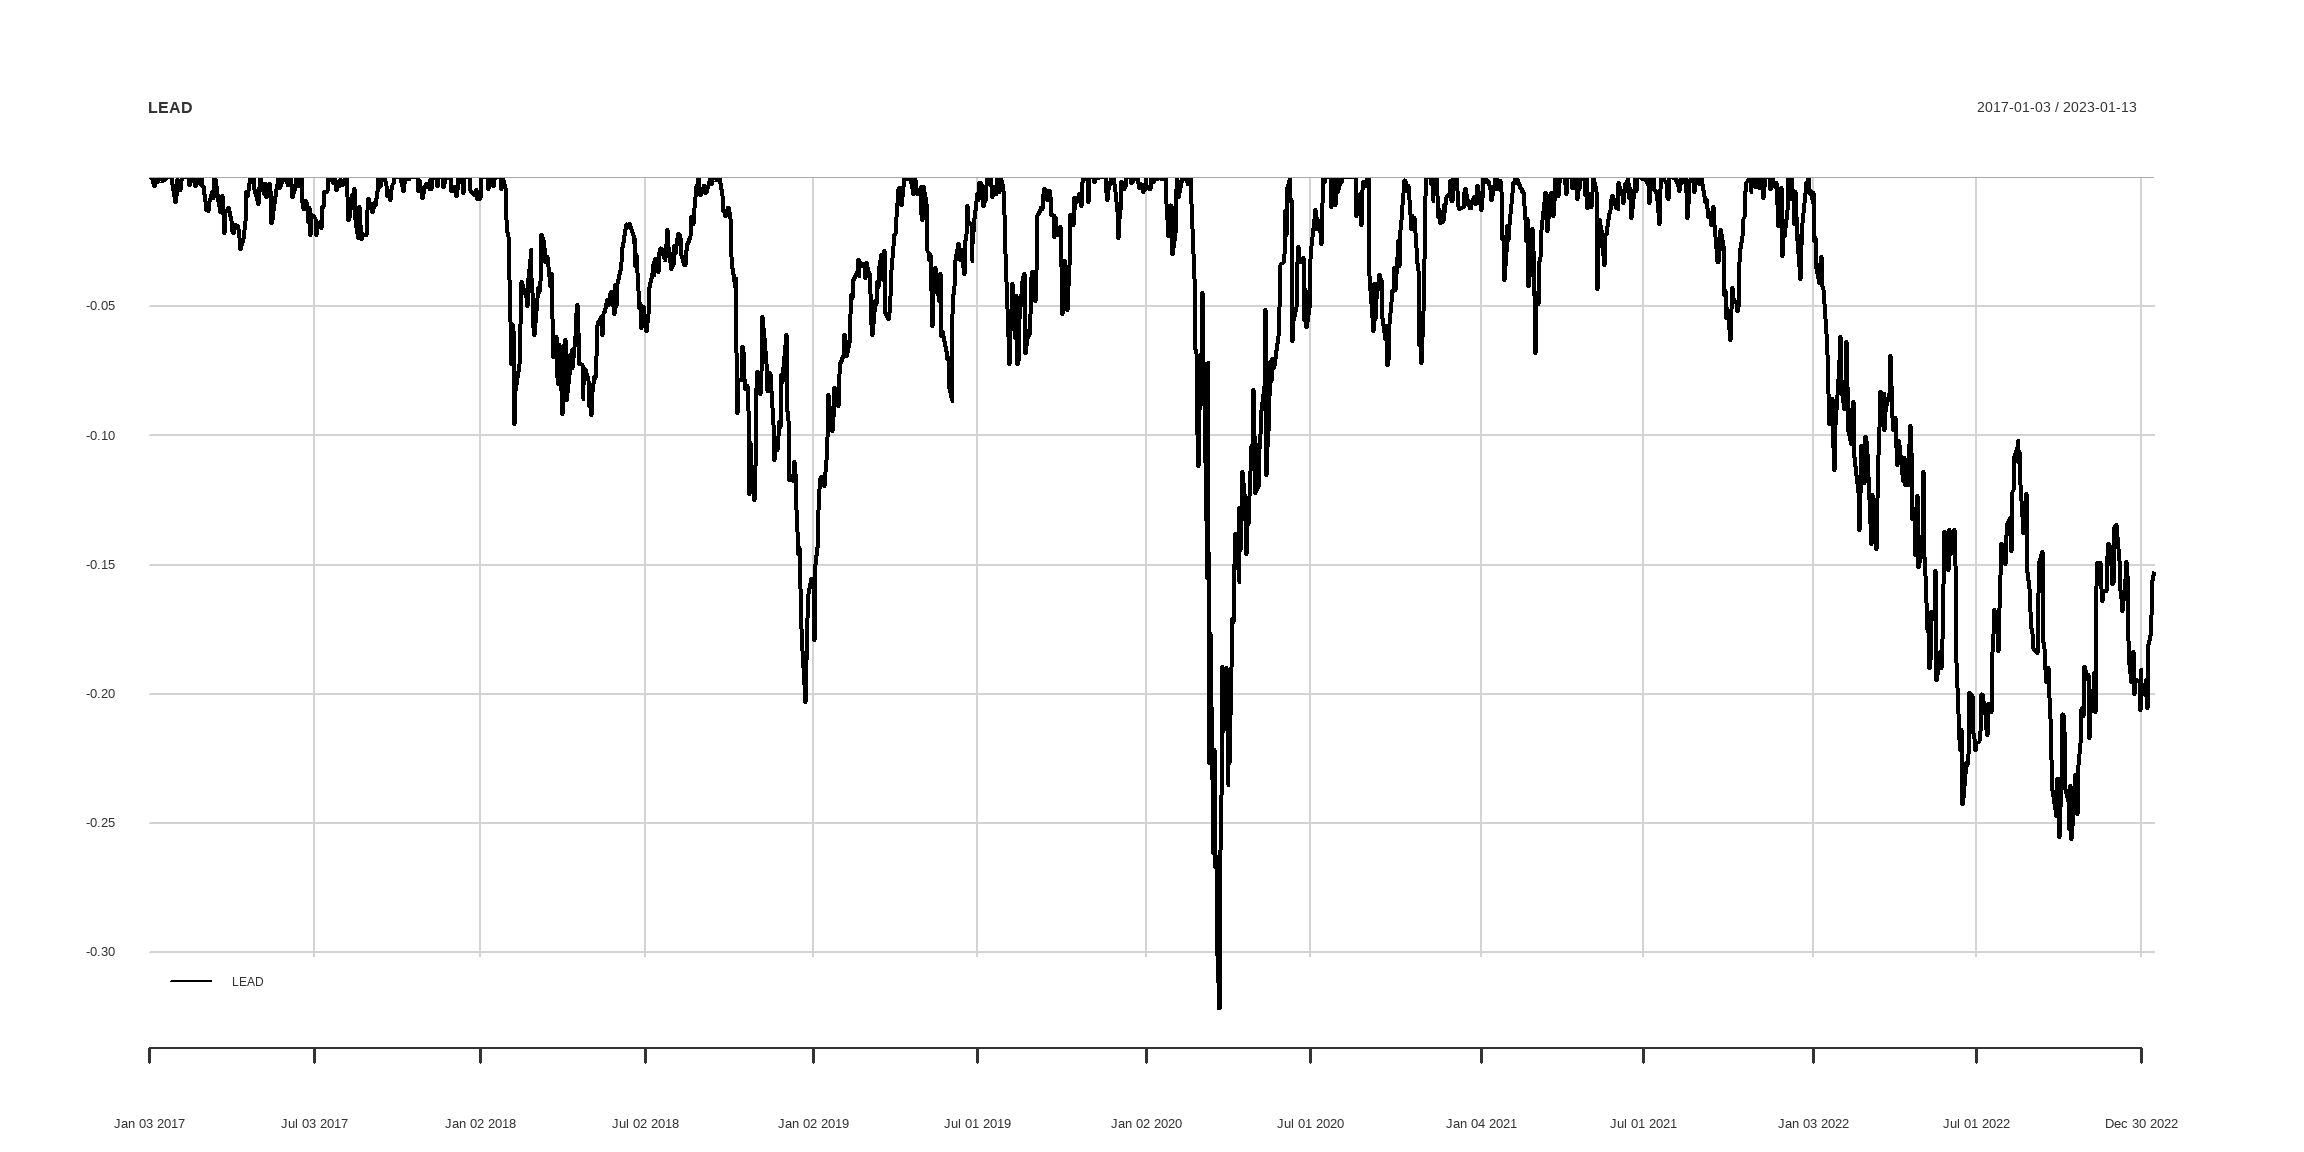 LEAD
2017-01-03 / 2023-01-13
-0.05
-0.10
-0.15
-0.20
-0.25
-0.30
LEAD
Jan 03 2017
Jul 03 2017
Jan 02 2018
Jul 02 2018
Jan 02 2019
Jul 01 2019
Jan 02 2020
Jul 01 2020
Jan 04 2021
Jul 01 2021
Jan 03 2022
Jul 01 2022
Dec 30 2022